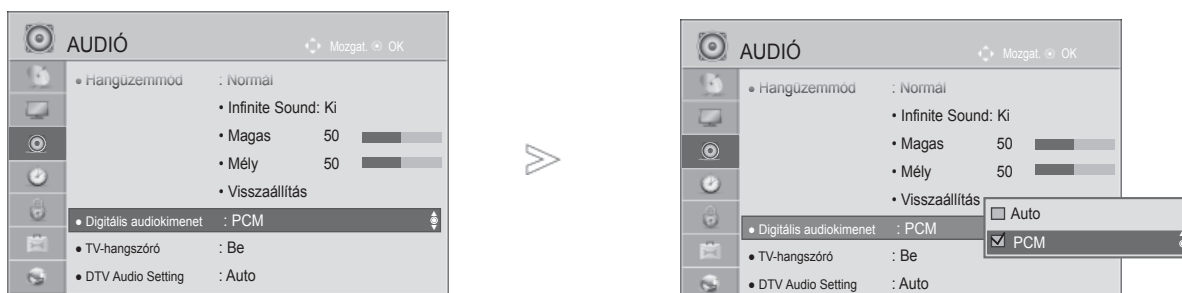 AUDIÓ
Mozgat. OK
● Hangüzemmód : Normál
• Infinite Sound: Ki
• Magas 50
• Mély 50
• Visszaállítás
● Digitális audiokimenet : PCM
● TV-hangszóró : Be
● DTV Audio Setting : Auto
AUDIÓ
Mozgat. OK
● Hangüzemmód : Normál
• Infinite Sound: Ki
• Magas 50
• Mély 50
• Visszaállítás
● Digitális audiokimenet : PCM
● TV-hangszóró : Be
● DTV Audio Setting : Auto
Auto
PCM